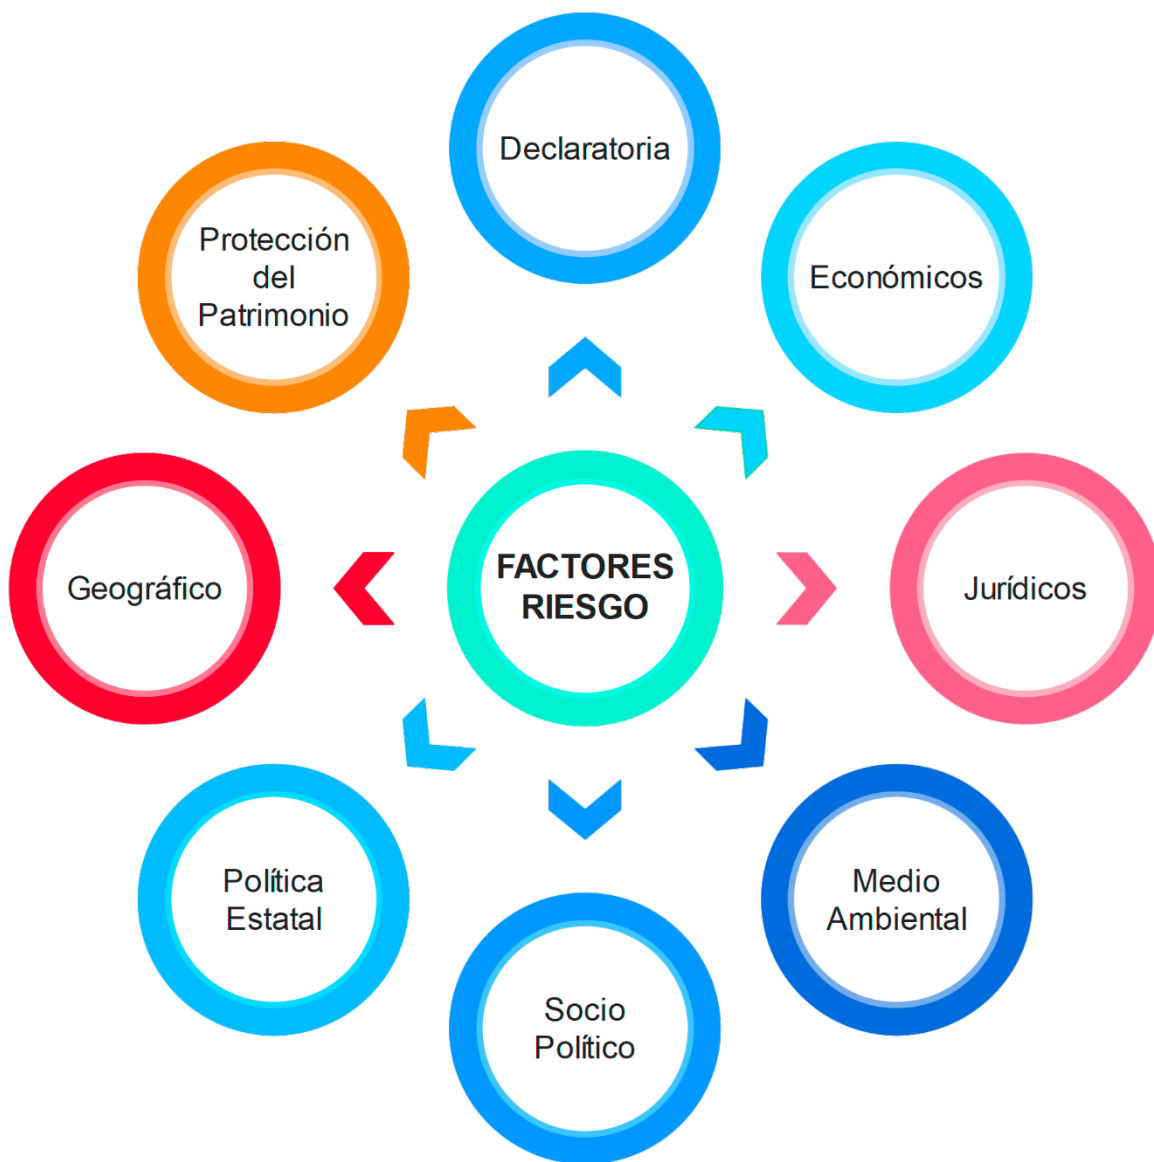 Declaratoria
Económicos
Jurídicos
Medio
Ambiental
Socio
Político
Política
Estatal
Geográfico
Protección
del
Patrimonio
FACTORES
RIESGO